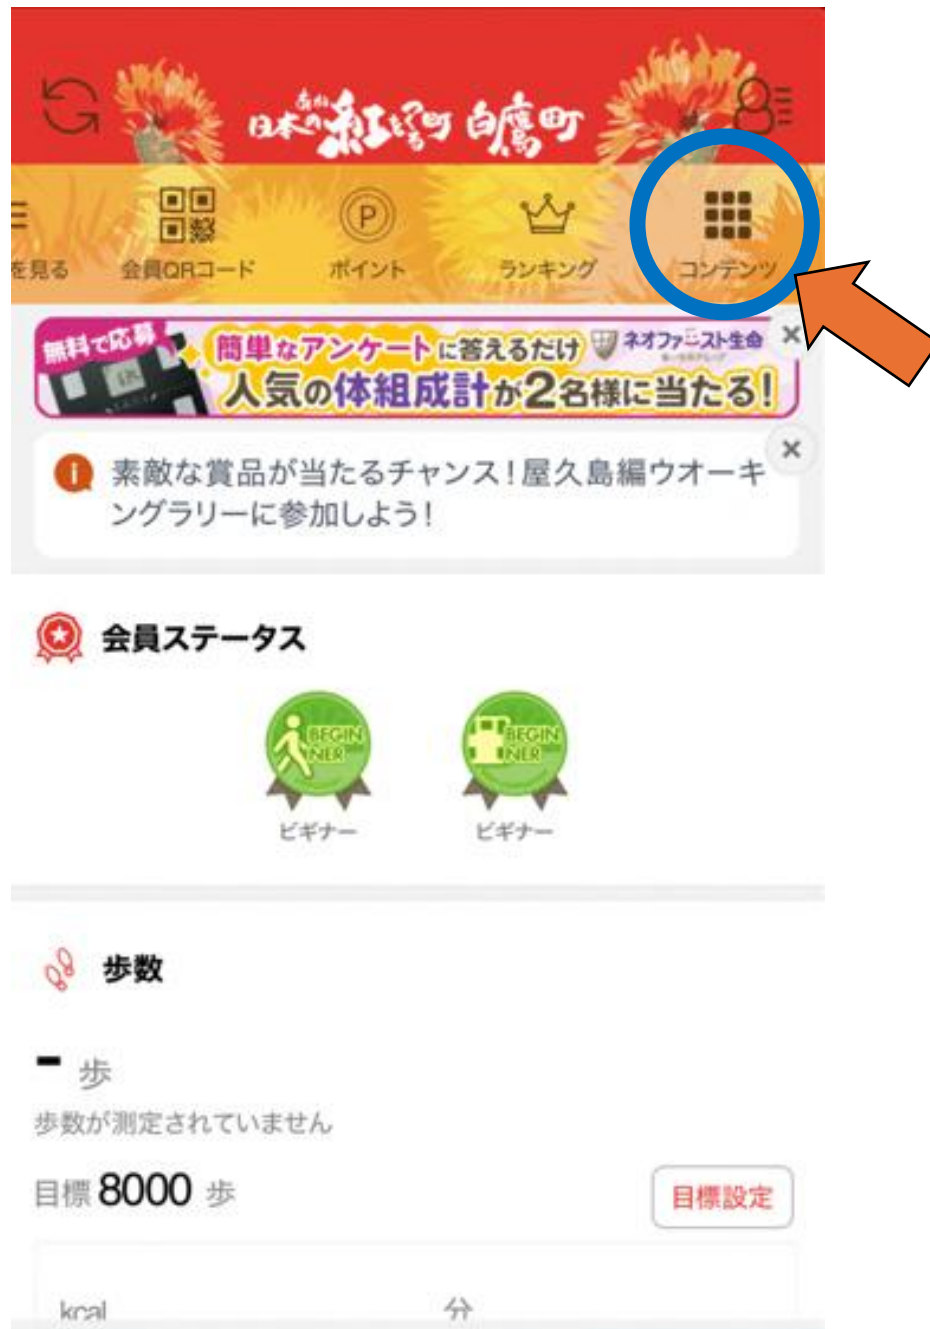 あか
日本の紅をつくる町 白鷹町
を見る
会員QRコード
ポイント
ランキング
コンテンツ
無料で応募
簡単なアンケートに答えるだけ
ネオファースト生命
人気の体組成計が2名様に当たる!
素敵な賞品が当たるチャンス!屋久島編ウオーキ
ングラリーに参加しよう!
会員ステータス
BEGIN
NER
BEGIN
NER
ビギナー
ビギナー
歩数
- 歩
歩数が測定されていません
目標 8000 歩
目標設定
kcal
分